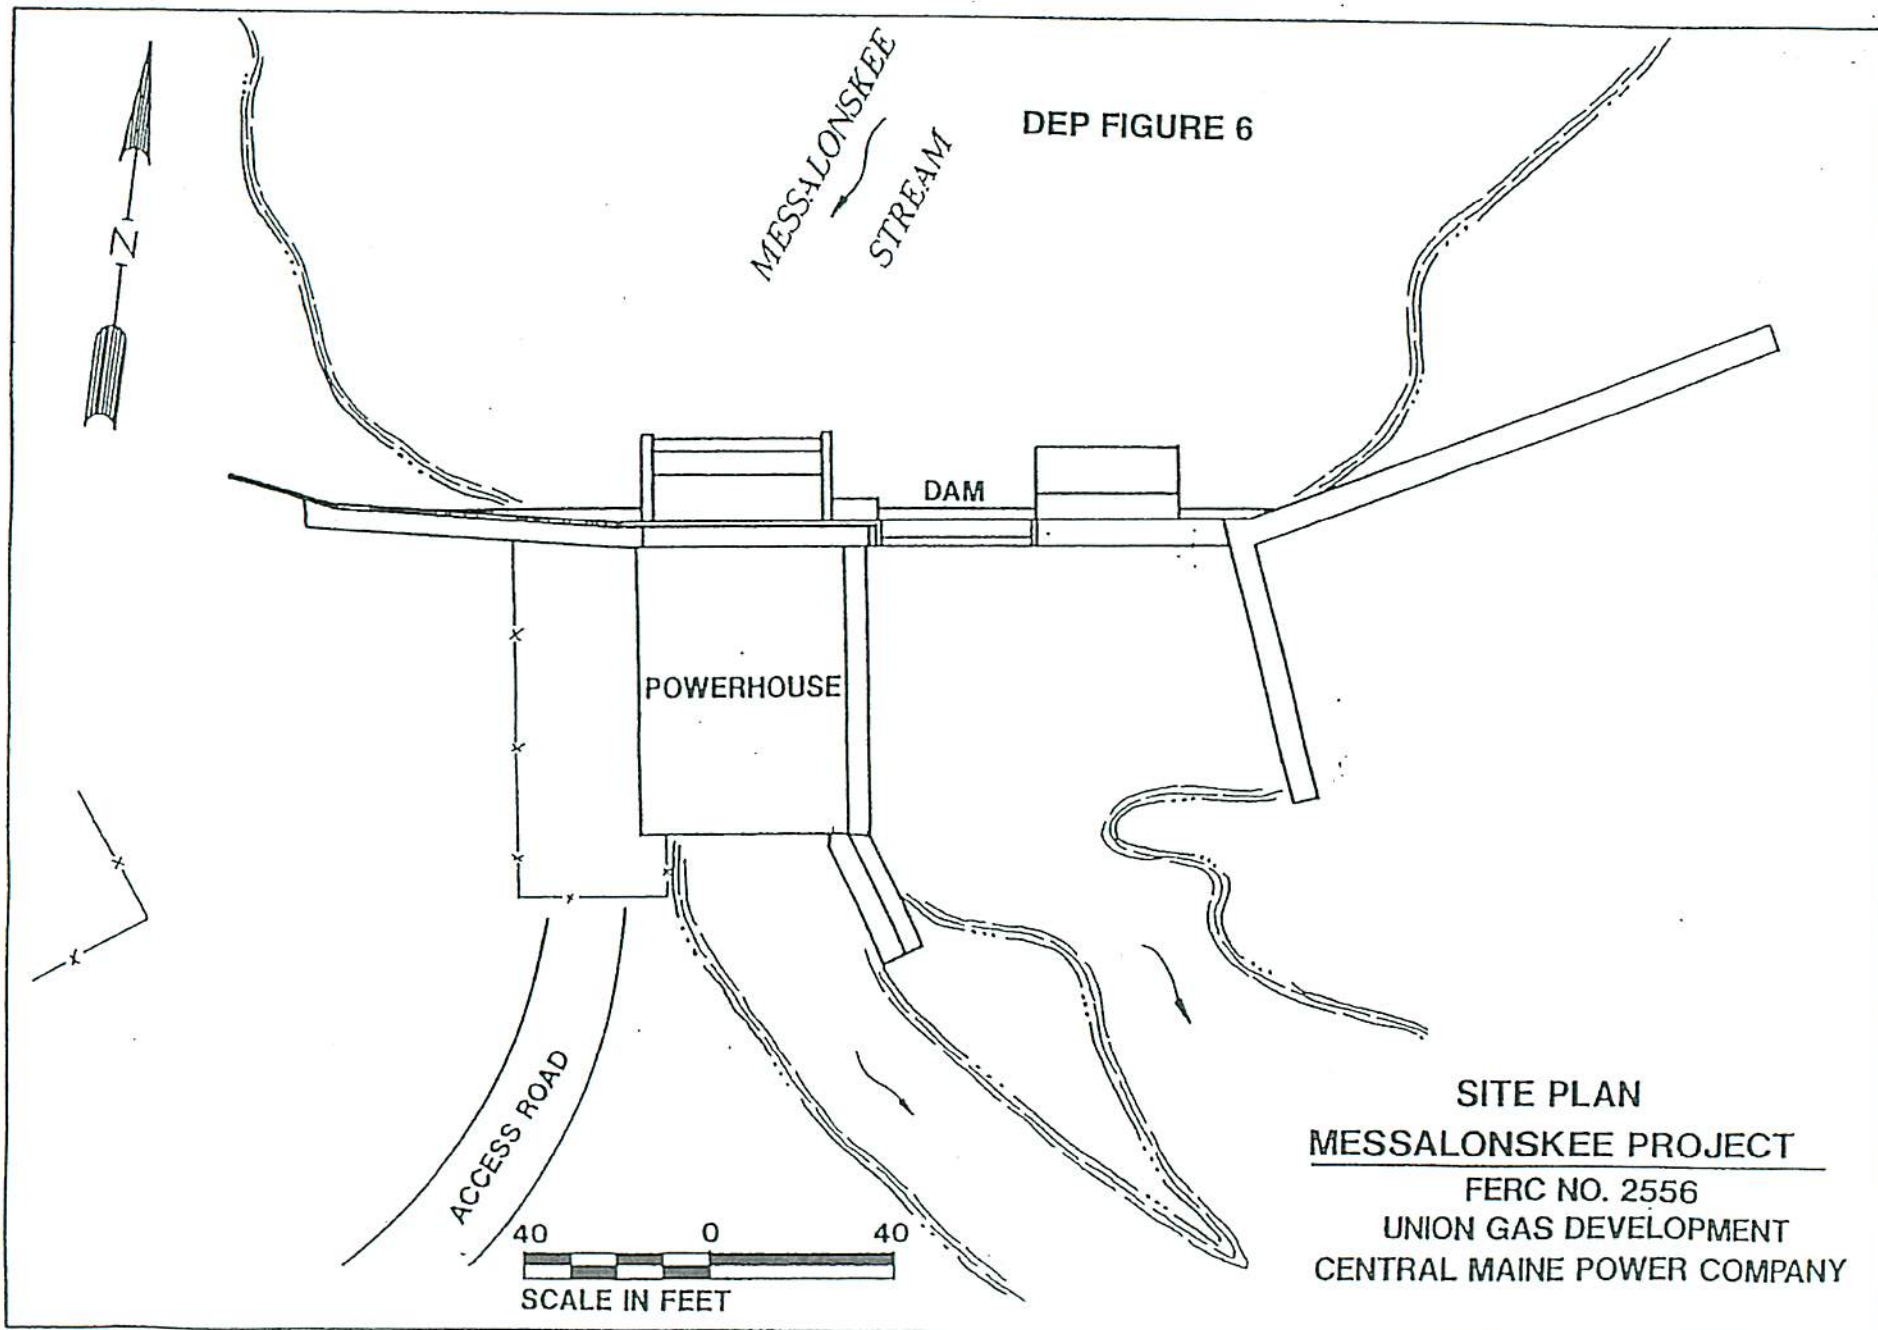 MESSALONSKEE
STREAM
DEP FIGURE 6
N
DAM
POWERHOUSE
ACCESS ROAD
40 0 40
SCALE IN FEET
SITE PLAN
MESSALONSKEE PROJECT
FERC NO. 2556
UNION GAS DEVELOPMENT
CENTRAL MAINE POWER COMPANY